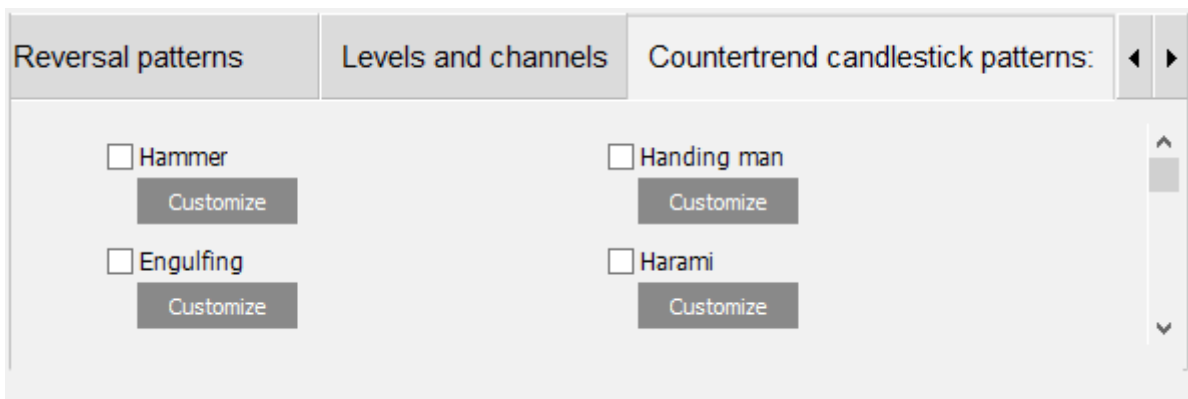 Reversal patterns
Levels and channels
Countertrend candlestick patterns:
Hammer
Handing man
Customize
Customize
Engulfing
Harami
Customize
Customize